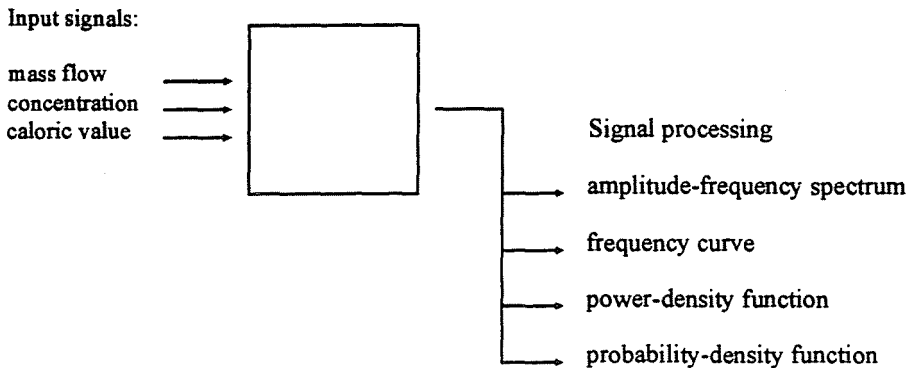 Input signals:
mass flow
concentration
caloric value
Signal processing
amplitude-frequency spectrum
frequency curve
power-density function
probability-density function